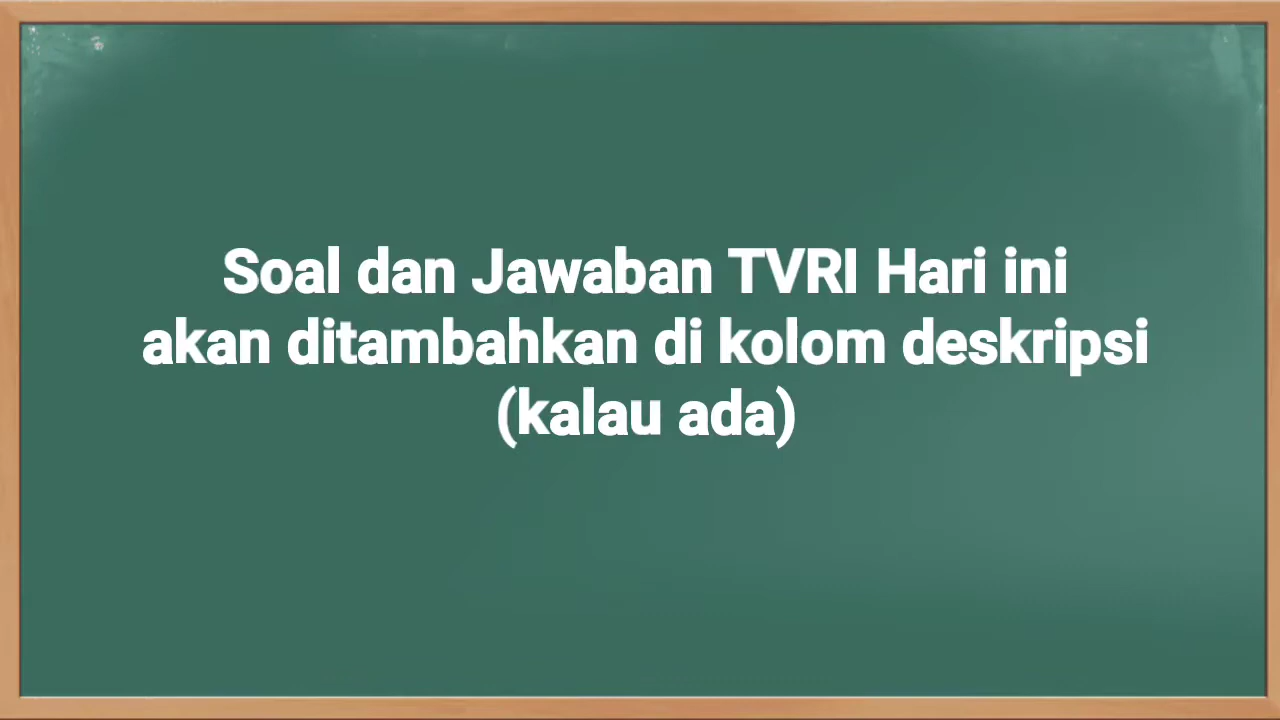 Soal dan Jawaban TVRI Hari ini
akan ditambahkan di kolom deskripsi
(kalau ada)